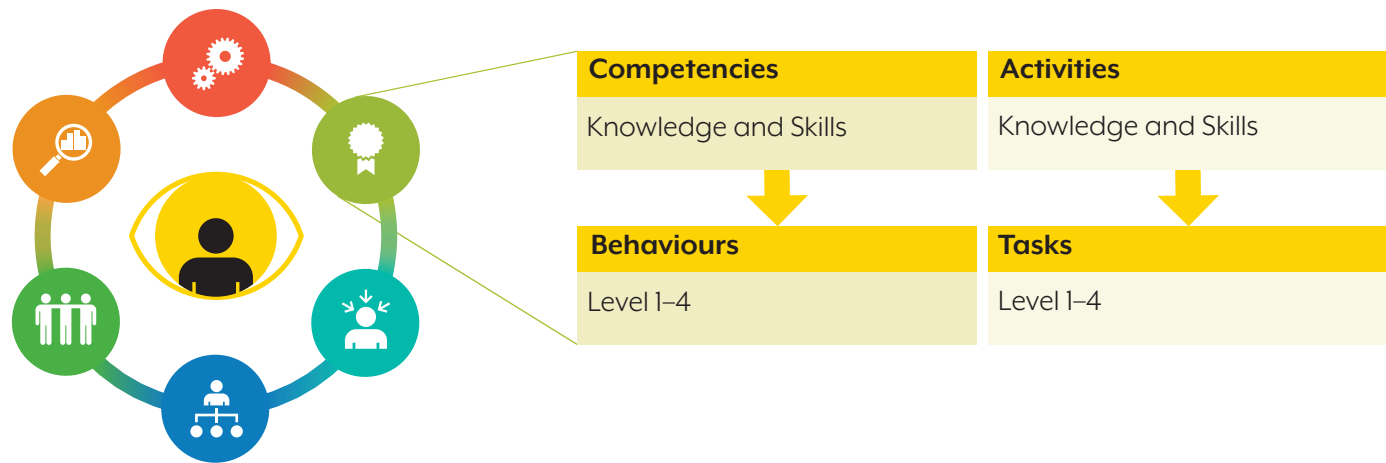 Competencies
Knowledge and Skills
Behaviours
Level 1–4
Activities
Knowledge and Skills
Tasks
Level 1–4